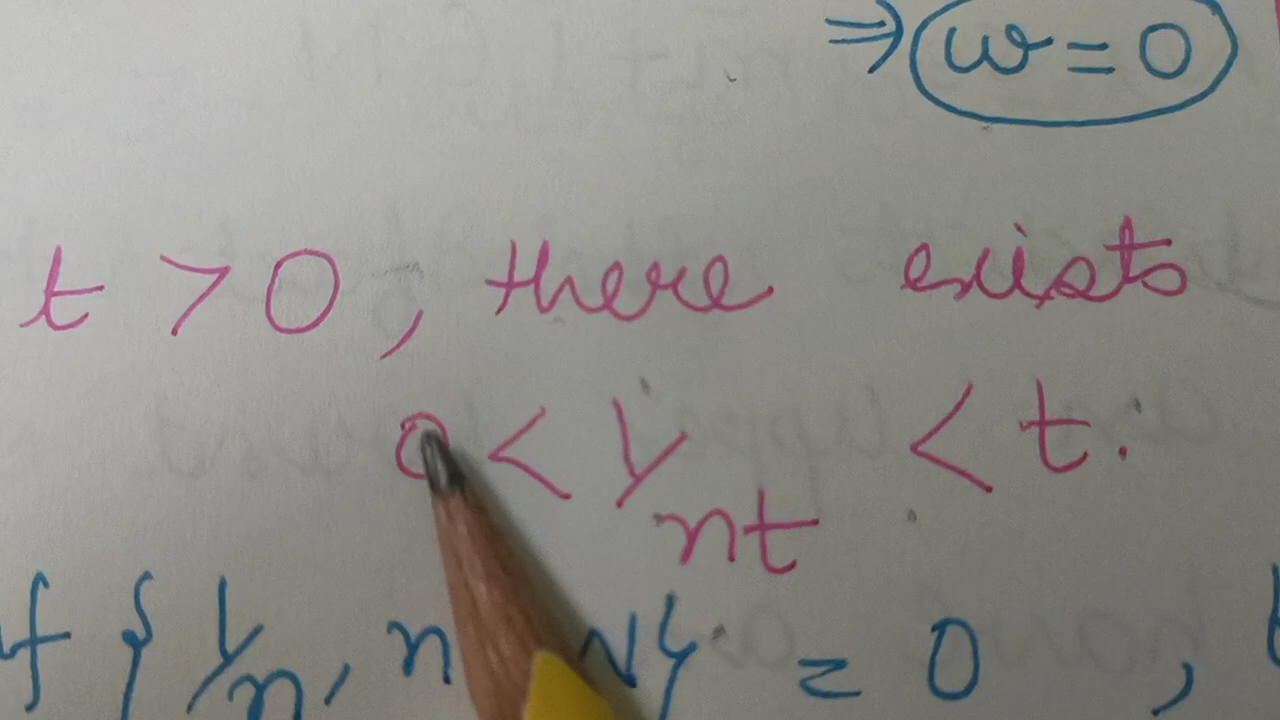 ⇒ w = 0
t > 0, there exists
0 < 1/nt < t.
f {1/n, n N} = 0,